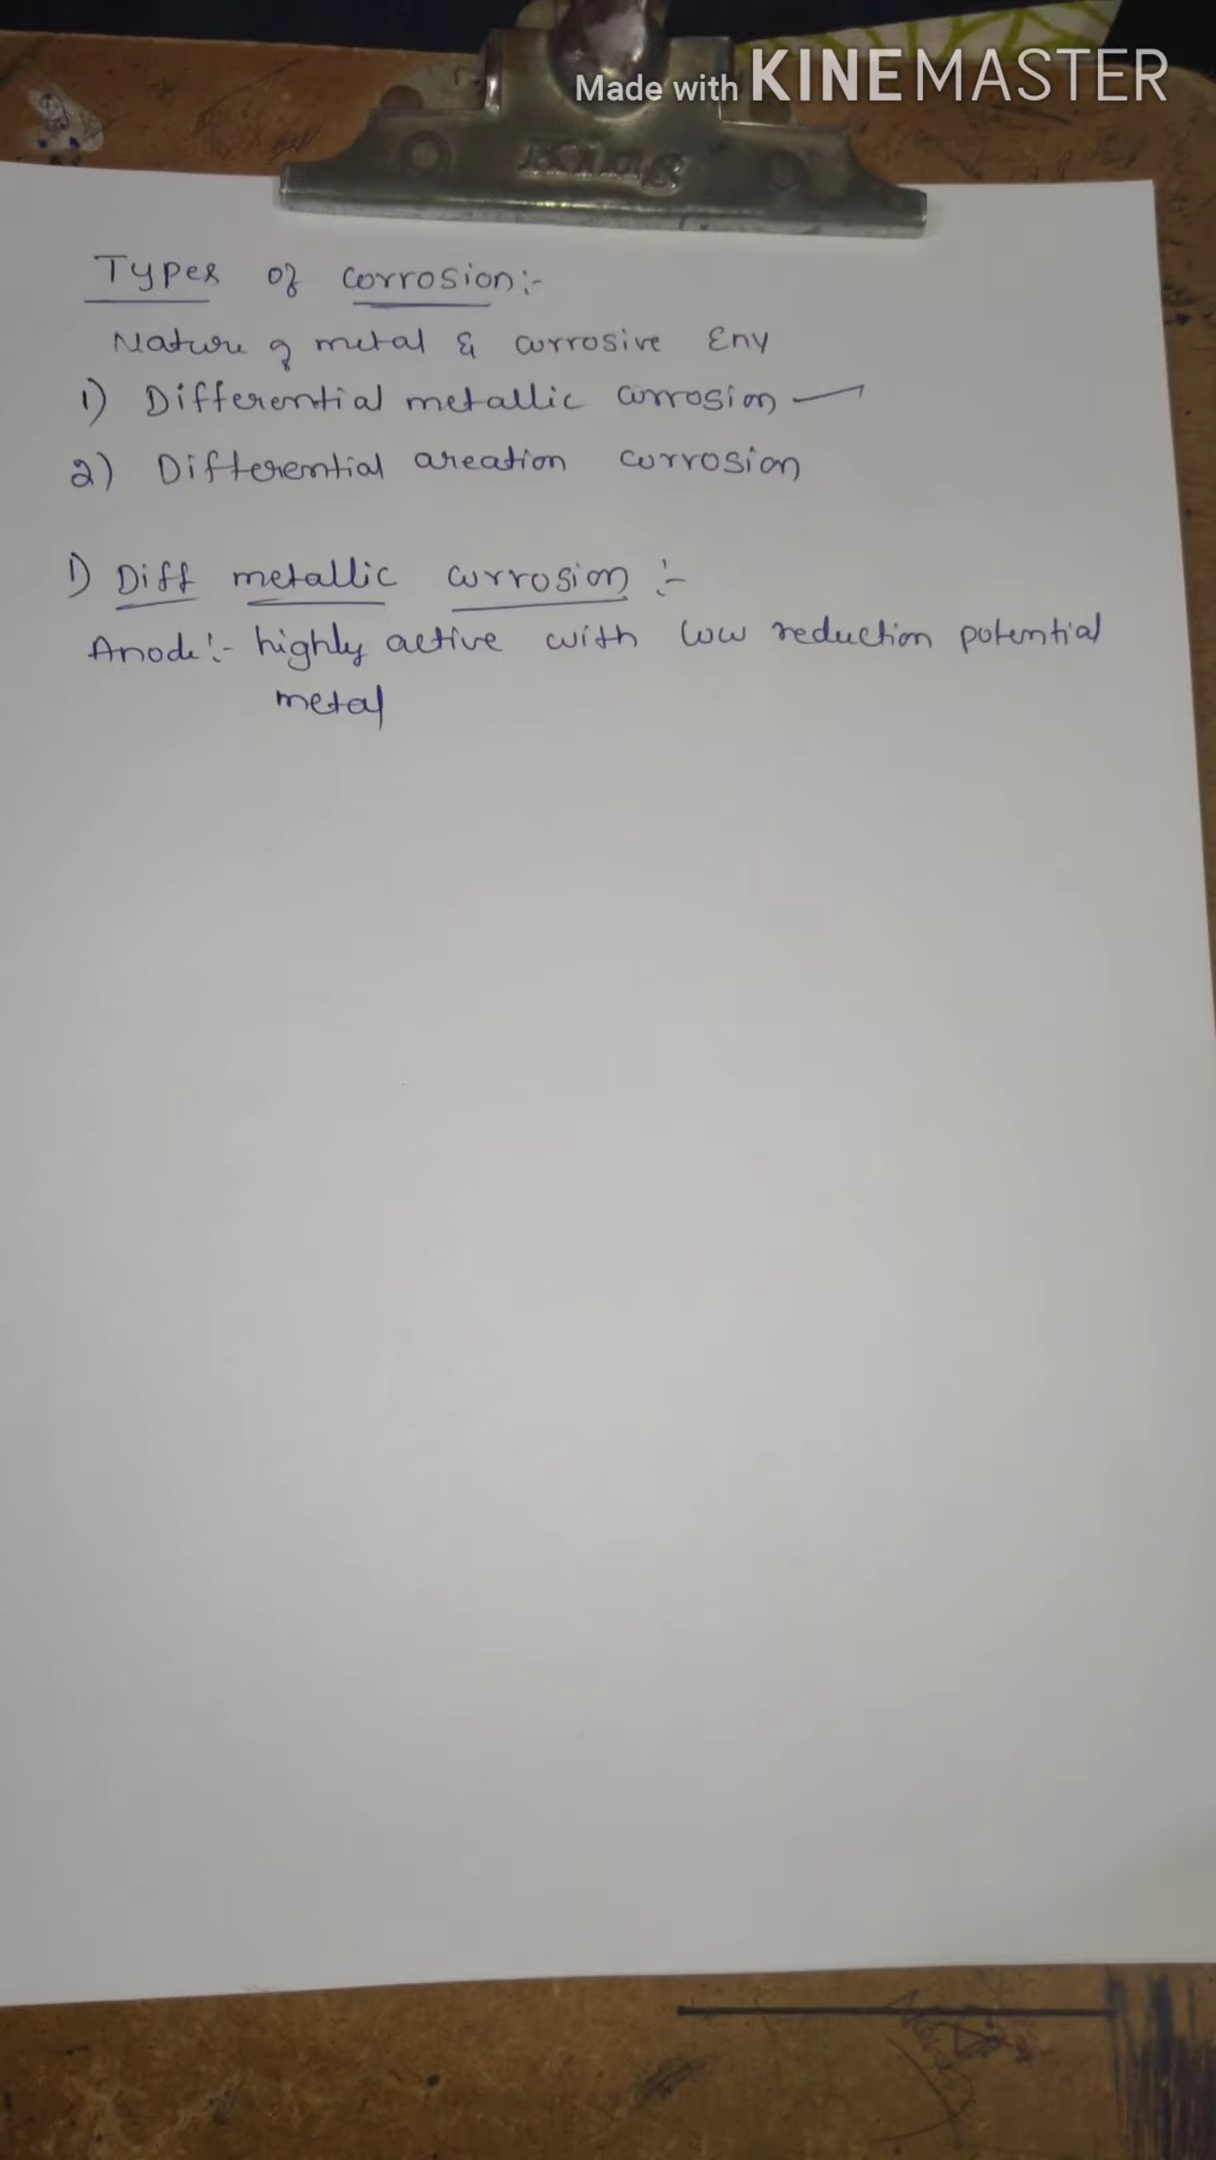 Made with KINEMASTER
King
Types of corrosion:-
Nature of metal & corrosive Env
1) Differential metallic corrosion
2) Differential areation corrosion
1) Diff metallic corrosion :-
Anode:- highly active with low reduction potential
metal